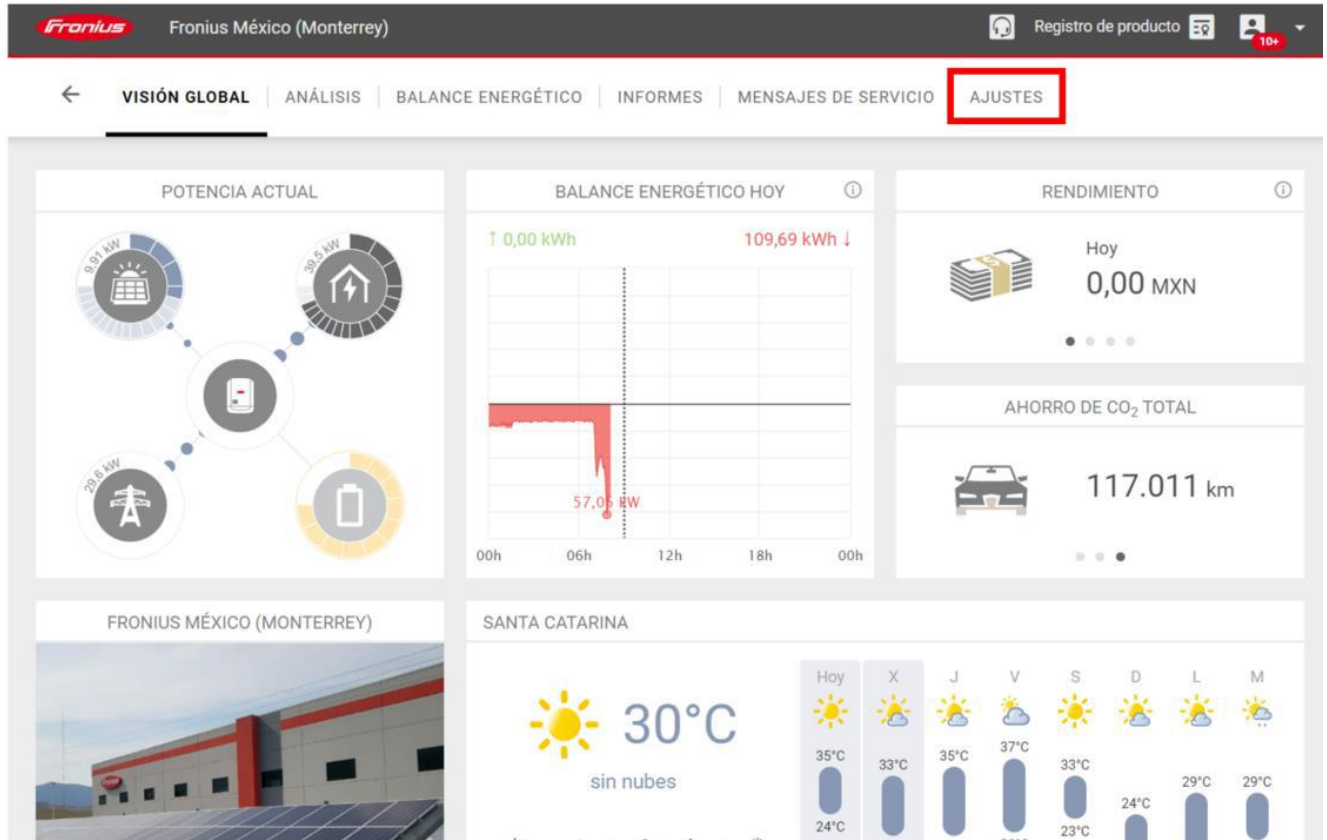 Fronius
Fronius México (Monterrey)
Registro de producto
10+
VISIÓN GLOBAL
ANÁLISIS
BALANCE ENERGÉTICO
INFORMES
MENSAJES DE SERVICIO
AJUSTES
POTENCIA ACTUAL
9,91 kW
39,5 kW
29,6 kW
BALANCE ENERGÉTICO HOY
↑ 0,00 kWh
109,69 kWh ↓
57,05 kW
00h 06h 12h 18h 00h
RENDIMIENTO
Hoy
0,00 MXN
AHORRO DE CO₂ TOTAL
117.011 km
FRONIUS MÉXICO (MONTERREY)
Fronius
SANTA CATARINA
30°C
sin nubes
Hoy X J V S D L M
35°C 33°C 35°C 37°C 33°C 24°C 29°C 29°C
24°C 23°C